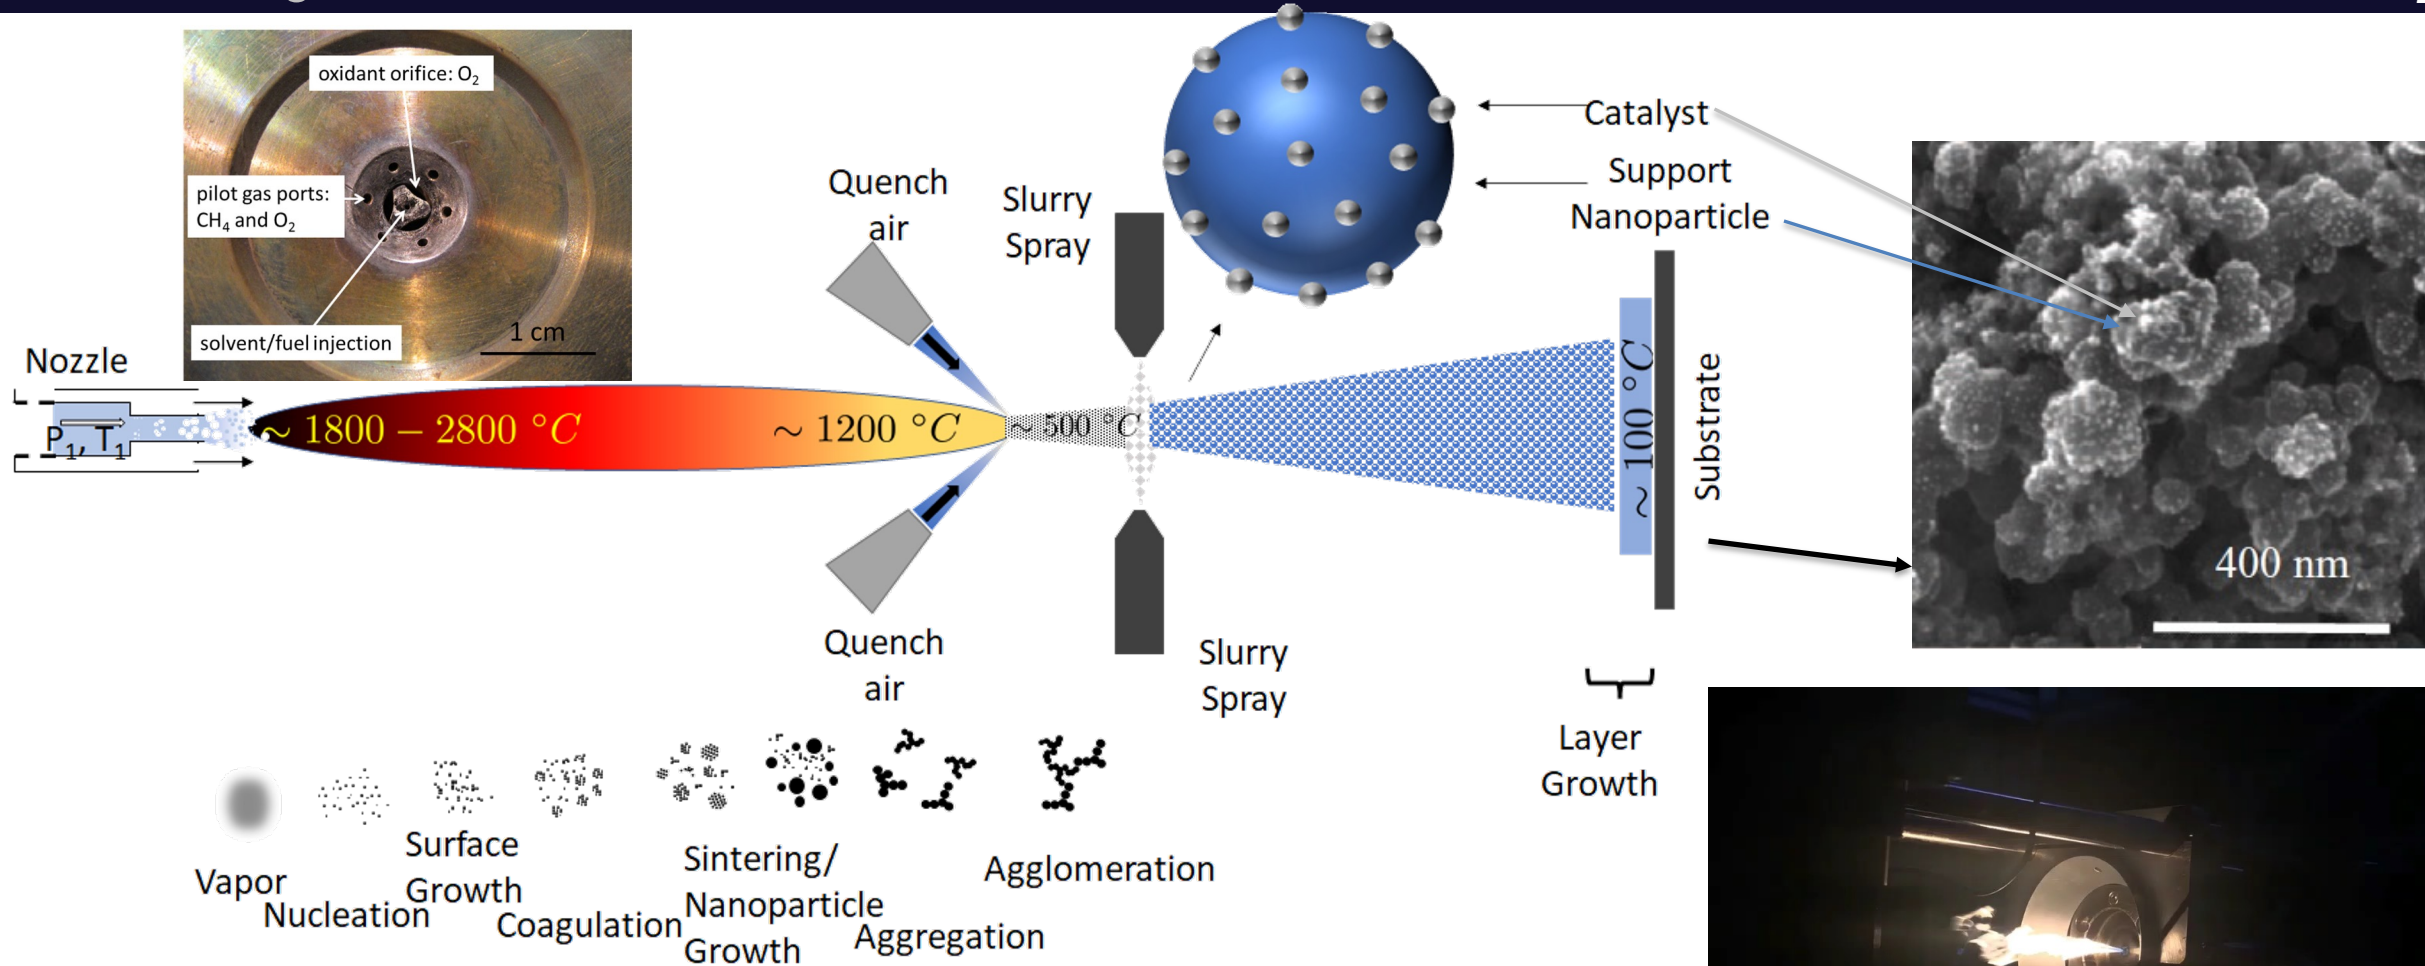 oxidant orifice: O₂
pilot gas ports:
CH₄ and O₂
solvent/fuel injection
1 cm
Nozzle
P₁, T₁
~ 1800 – 2800 °C
~ 1200 °C
~ 500 °C
Quench
air
Slurry
Spray
Catalyst
Support
Nanoparticle
~ 100 °C
Substrate
400 nm
Quench
air
Slurry
Spray
Layer
Growth
Vapor
Nucleation
Surface
Growth
Coagulation
Sintering/
Nanoparticle
Growth
Aggregation
Agglomeration